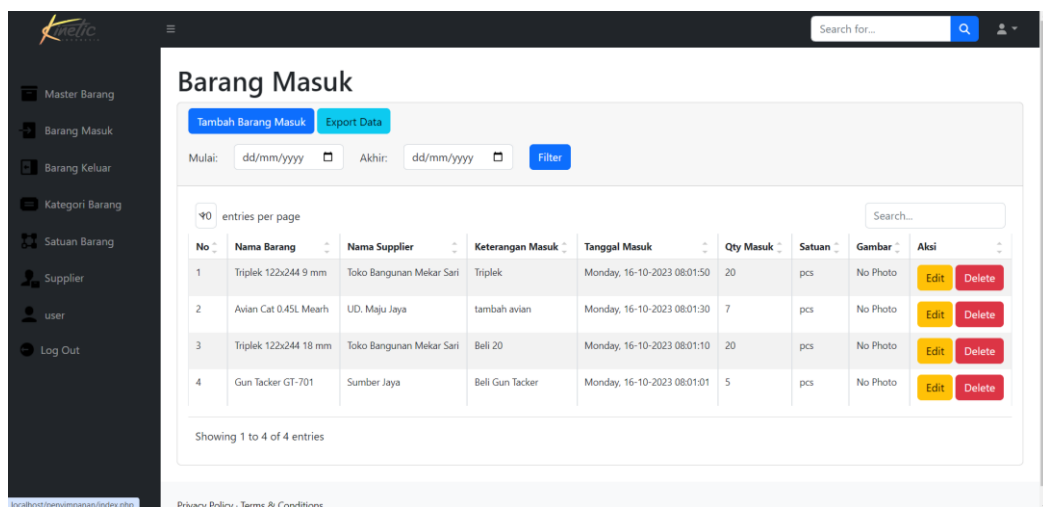 Kinetic
Search for...
Master Barang
Barang Masuk
Barang Keluar
Kategori Barang
Satuan Barang
Supplier
user
Log Out
Barang Masuk
Tambah Barang Masuk Export Data
Mulai: dd/mm/yyyy Akhir: dd/mm/yyyy Filter
entries per page Search...
No Nama Barang Nama Supplier Keterangan Masuk Tanggal Masuk Qty Masuk Satuan Gambar Aksi
1 Triplek 122x244 9 mm Toko Bangunan Mekar Sari Triplek Monday, 16-10-2023 08:01:50 20 pcs No Photo Edit Delete
2 Avian Cat 0.45L Mearh UD. Maju Jaya tambah avian Monday, 16-10-2023 08:01:30 7 pcs No Photo Edit Delete
3 Triplek 122x244 18 mm Toko Bangunan Mekar Sari Beli 20 Monday, 16-10-2023 08:01:10 20 pcs No Photo Edit Delete
4 Gun Tacker GT-701 Sumber Jaya Beli Gun Tacker Monday, 16-10-2023 08:01:01 5 pcs No Photo Edit Delete
Showing 1 to 4 of 4 entries
localhost/penyimpanan/index.php
Privacy Policy · Terms & Conditions